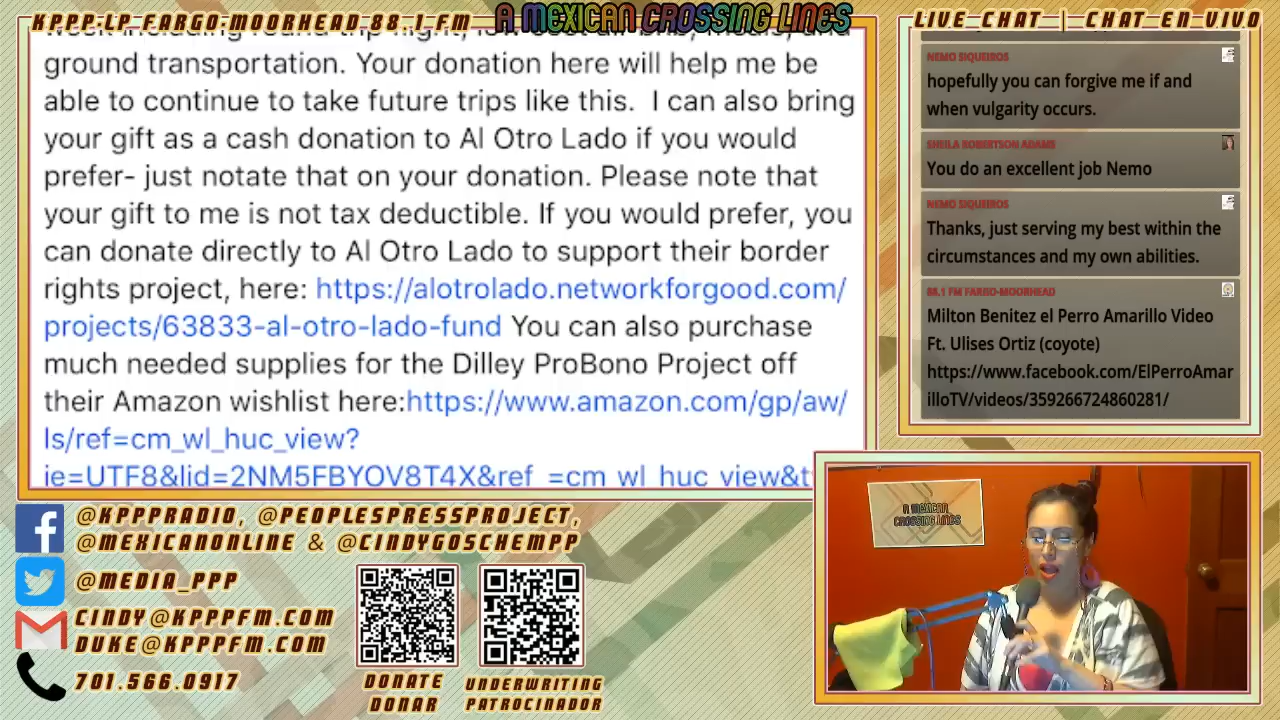 KPPP-LP FARGO-MOORHEAD 88.1 FM
A MEXICAN CROSSING LINES
LIVE CHAT | CHAT EN VIVO
ground transportation. Your donation here will help me be
able to continue to take future trips like this.  I can also bring
your gift as a cash donation to Al Otro Lado if you would
prefer- just notate that on your donation. Please note that
your gift to me is not tax deductible. If you would prefer, you
can donate directly to Al Otro Lado to support their border
rights project, here: https://alotrolado.networkforgood.com/
projects/63833-al-otro-lado-fund You can also purchase
much needed supplies for the Dilley ProBono Project off
their Amazon wishlist here:https://www.amazon.com/gp/aw/
ls/ref=cm_wl_huc_view?
ie=UTF8&lid=2NM5FBYOV8T4X&ref_=cm_wl_huc_view&t
NEMO SIQUEIROS
hopefully you can forgive me if and
when vulgarity occurs.
SHEILA ROBERTSON ADAMS
You do an excellent job Nemo
NEMO SIQUEIROS
Thanks, just serving my best within the
circumstances and my own abilities.
88.1 FM FARGO-MOORHEAD
Milton Benitez el Perro Amarillo Video
Ft. Ulises Ortiz (coyote)
https://www.facebook.com/ElPerroAmar
illoTV/videos/359266724860281/
@KPPPRADIO, @PEOPLESPRESSPROJECT,
@MEXICANONLINE & @CINDYGOSCHEMPP
@MEDIA_PPP
CINDY@KPPPFM.COM
DUKE@KPPPFM.COM
701.566.0917
DONATE
DONAR
UNDERWRITING
PATROCINADOR
A MEXICAN
CROSSING LINES